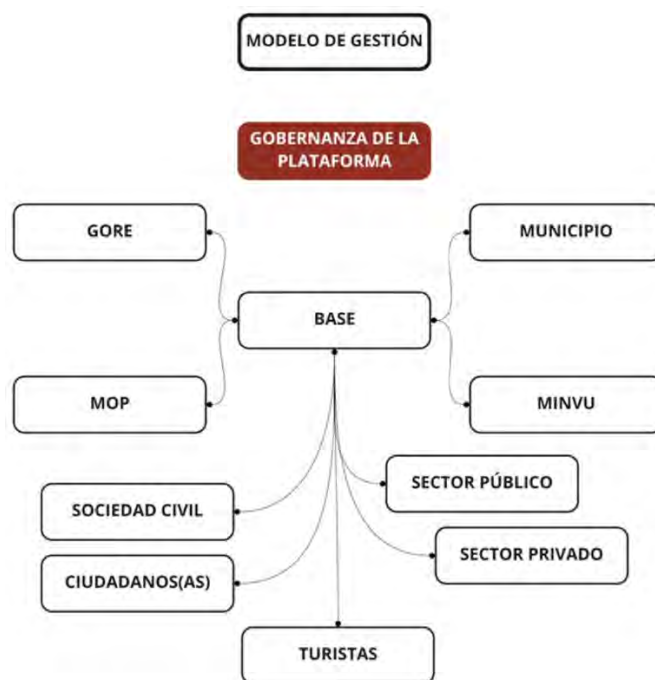 MODELO DE GESTIÓN
GOBERNANZA DE LA
PLATAFORMA
GORE
MUNICIPIO
BASE
MOP
MINVU
SECTOR PÚBLICO
SOCIEDAD CIVIL
SECTOR PRIVADO
CIUDADANOS(AS)
TURISTAS